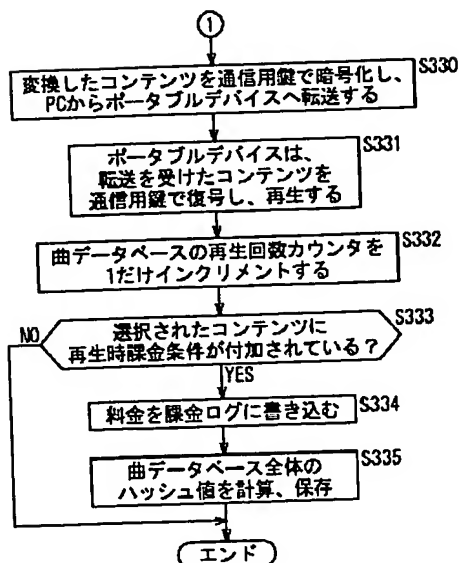 1
変換したコンテンツを通信用鍵で暗号化し、 S330
PCからポータブルデバイスへ転送する
ポータブルデバイスは、 S331
転送を受けたコンテンツを
通信用鍵で復号し、再生する
曲データベースの再生回数カウンタを S332
1だけインクリメントする
選択されたコンテンツに S333
再生時課金条件が付加されている?
NO
YES
料金を課金ログに書き込む S334
曲データベース全体の S335
ハッシュ値を計算、保存
エンド